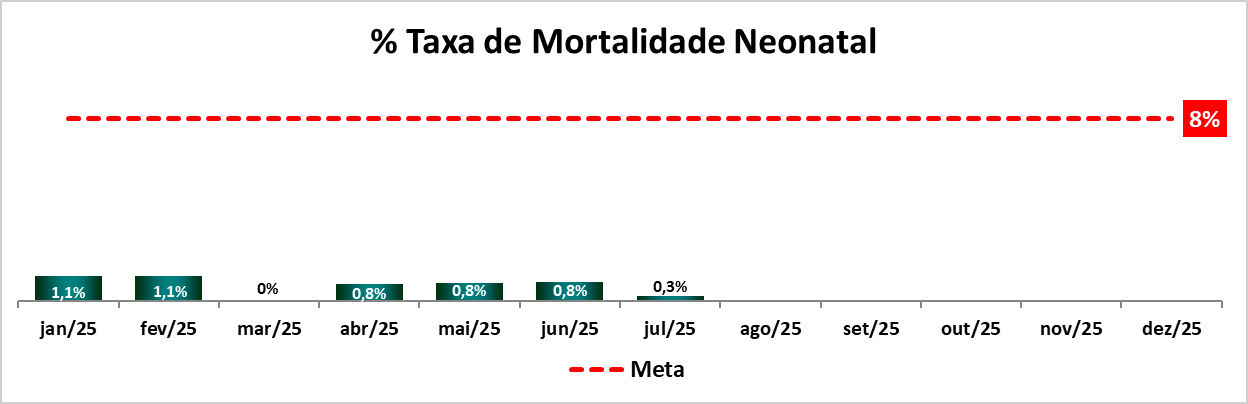 % Taxa de Mortalidade Neonatal
8%
1,1% 1,1% 0% 0,8% 0,8% 0,8% 0,3%
jan/25 fev/25 mar/25 abr/25 mai/25 jun/25 jul/25 ago/25 set/25 out/25 nov/25 dez/25
Meta